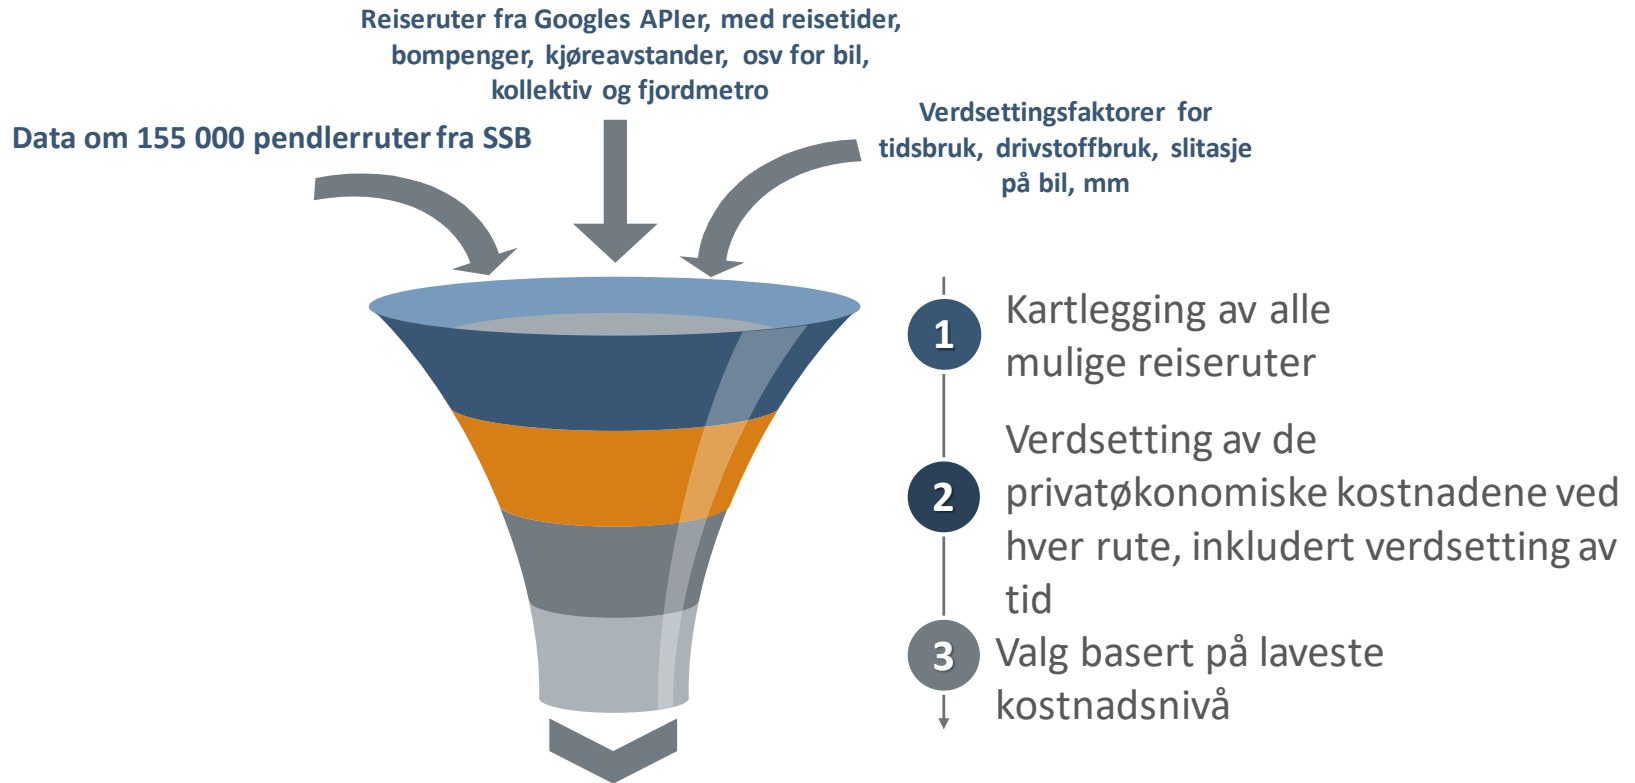 Reiseruter fra Googles APIer, med reisetider,
bompenger, kjøreavstander, osv for bil,
kollektiv og fjordmetro
Data om 155 000 pendlerruter fra SSB
Verdsettingsfaktorer for
tidsbruk, drivstoffbruk, slitasje
på bil, mm
1
Kartlegging av alle
mulige reiseruter
2
Verdsetting av de
privatøkonomiske kostnadene ved
hver rute, inkludert verdsetting av
tid
3
Valg basert på laveste
kostnadsnivå